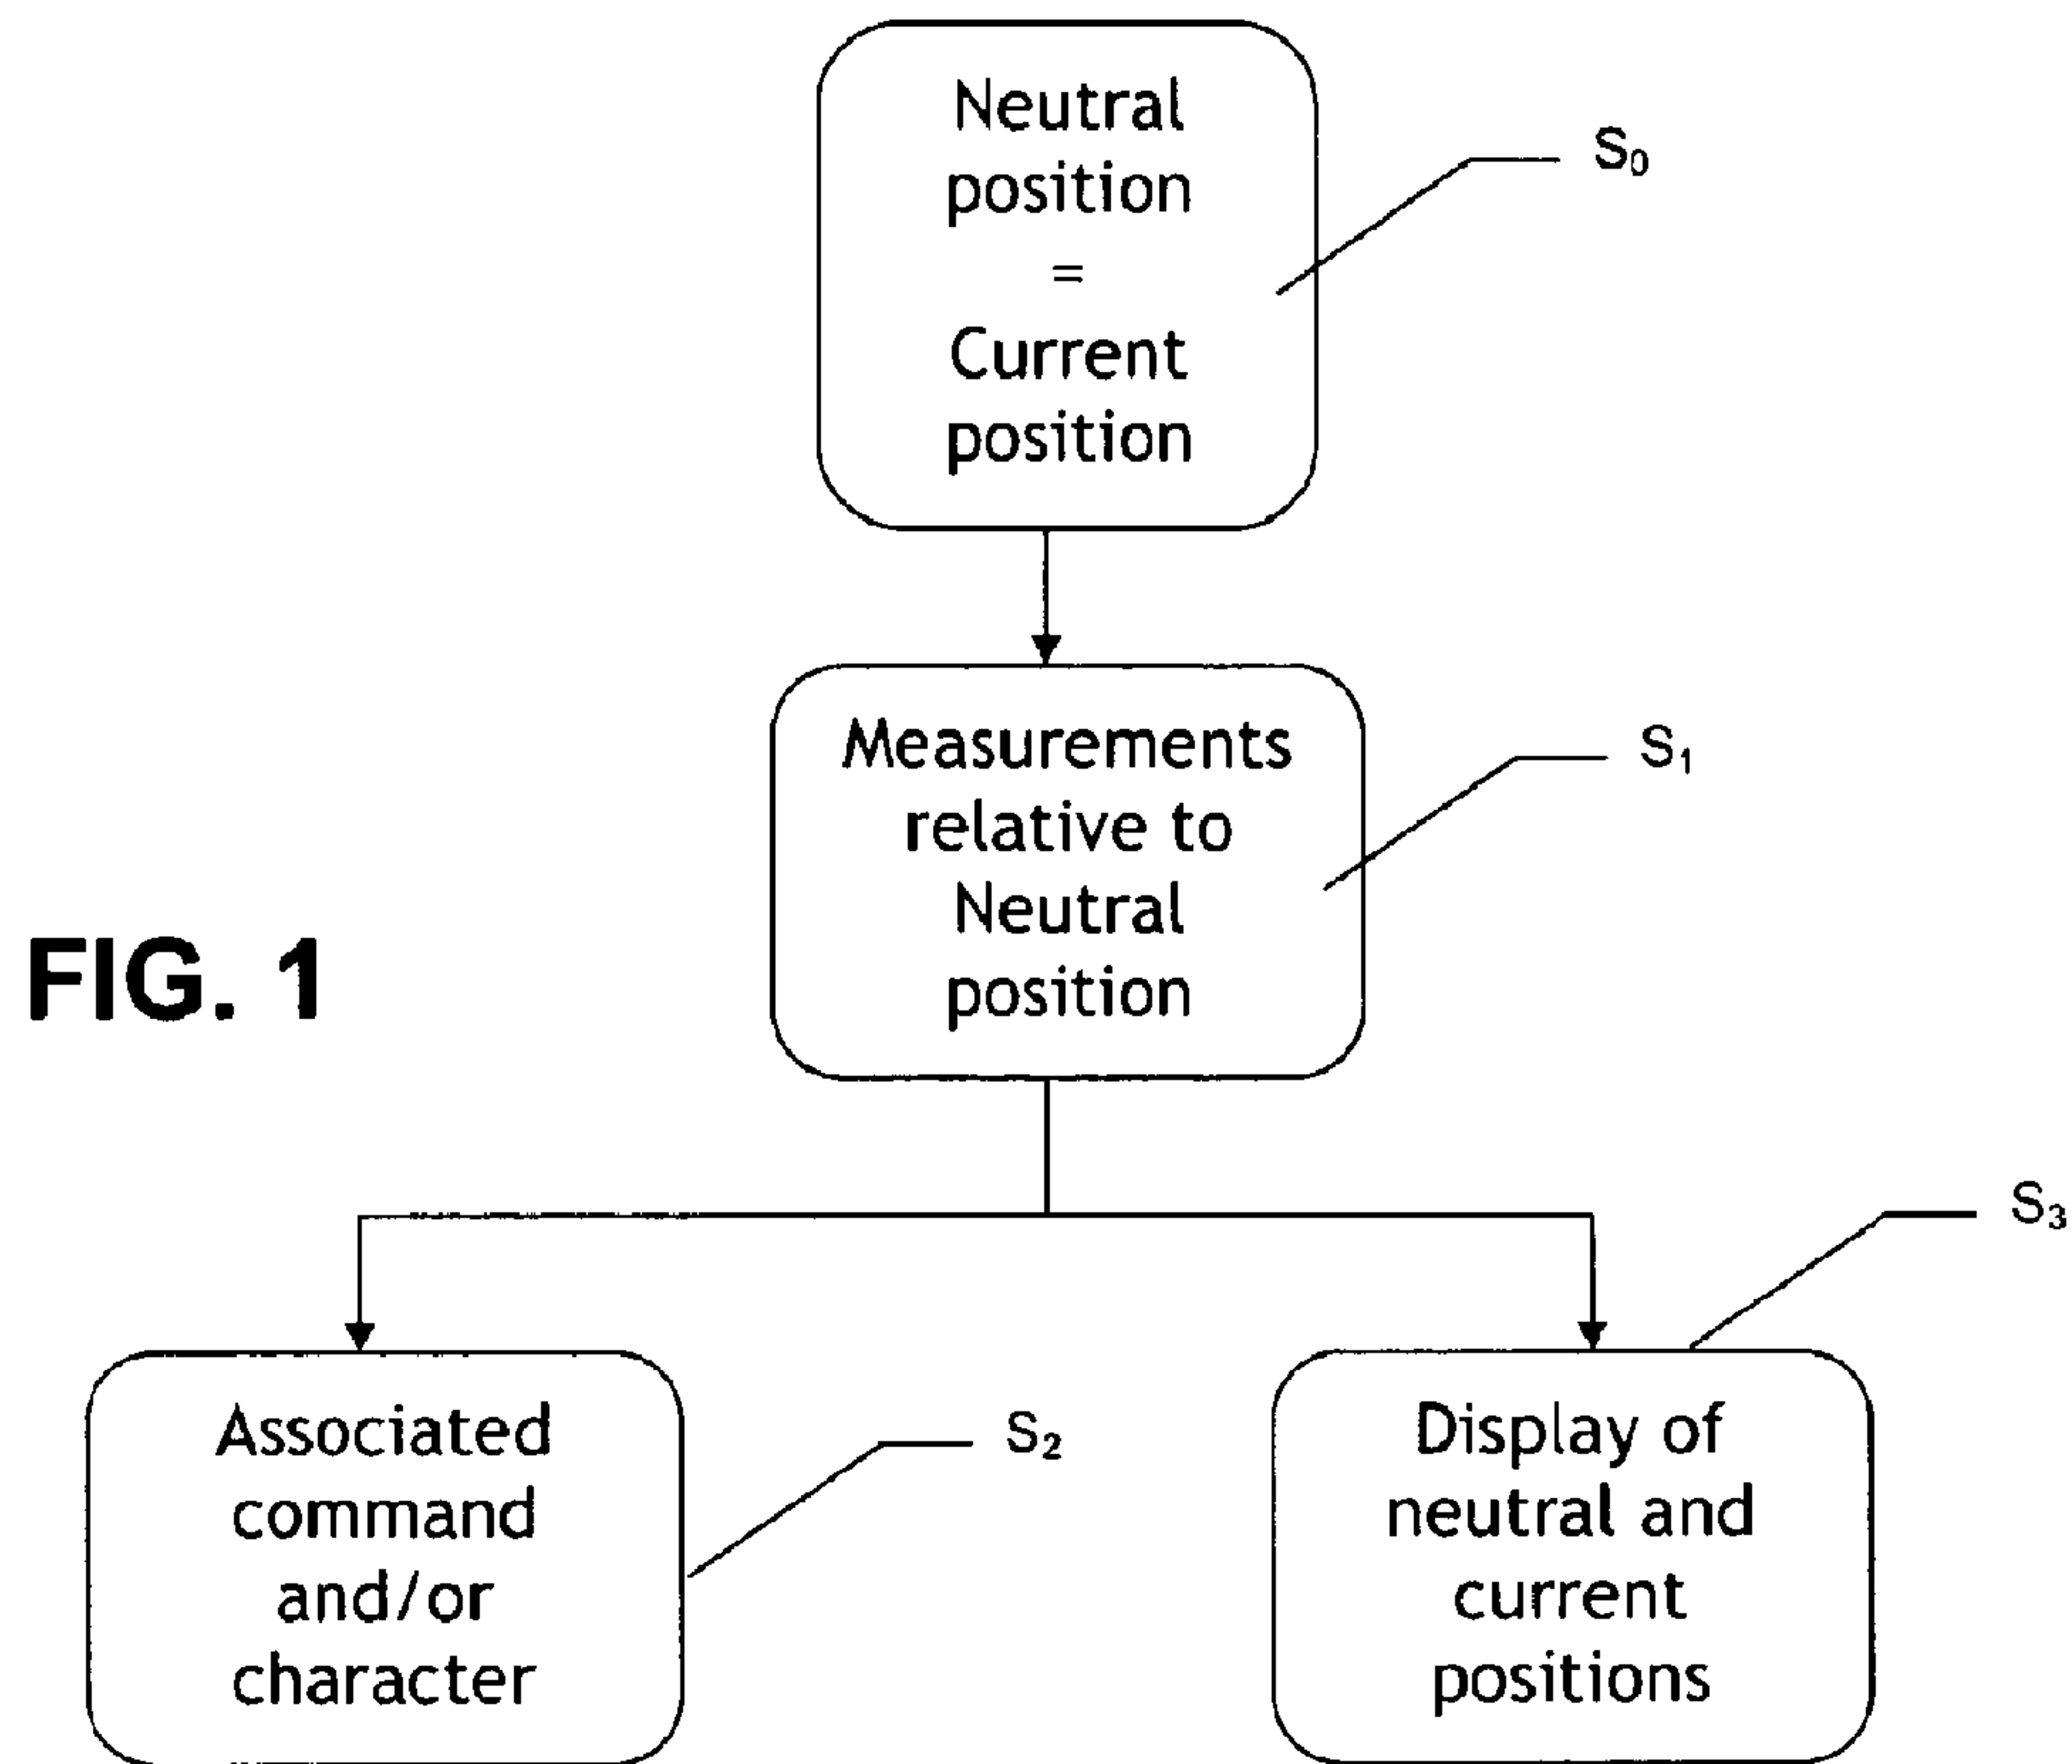 Neutral
position
=
Current
position
S₀
Measurements
relative to
Neutral
position
S₁
FIG. 1
S₃
Associated
command
and/or
character
S₂
Display of
neutral and
current
positions